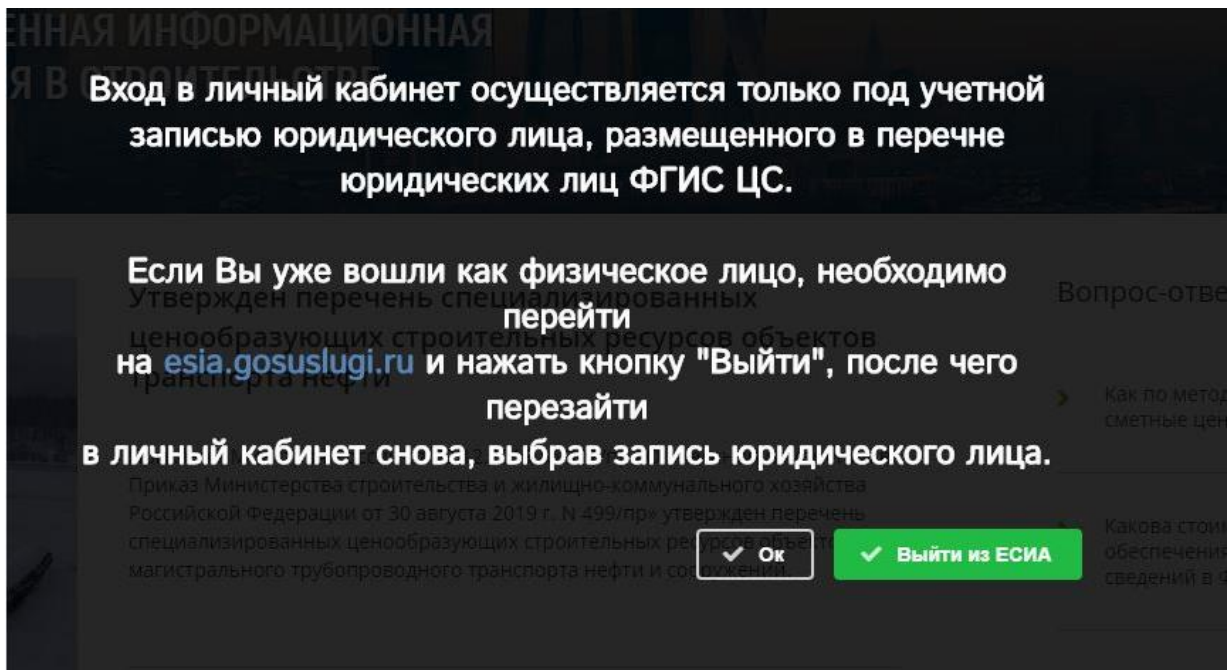 ЕННАЯ ИНФОРМАЦИОННАЯ
Я В СТРОИТЕЛЬСТВЕ
Вход в личный кабинет осуществляется только под учетной
записью юридического лица, размещенного в перечне
юридических лиц ФГИС ЦС.
Если Вы уже вошли как физическое лицо, необходимо
перейти
на esia.gosuslugi.ru и нажать кнопку "Выйти", после чего
перезайти
в личный кабинет снова, выбрав запись юридического лица.
Ок
Выйти из ЕСИА
Утвержден перечень специализированных
ценообразующих строительных ресурсов объектов
транспорта нефти
Приказ Министерства строительства и жилищно-коммунального хозяйства
Российской Федерации от 30 августа 2019 г. N 499/пр» утвержден перечень
специализированных ценообразующих строительных ресурсов объекто
магистрального трубопроводного транспорта нефти и сооружений.
Вопрос-отве
Как по метод
сметные цен
Какова стоим
обеспечения
сведений в Ф